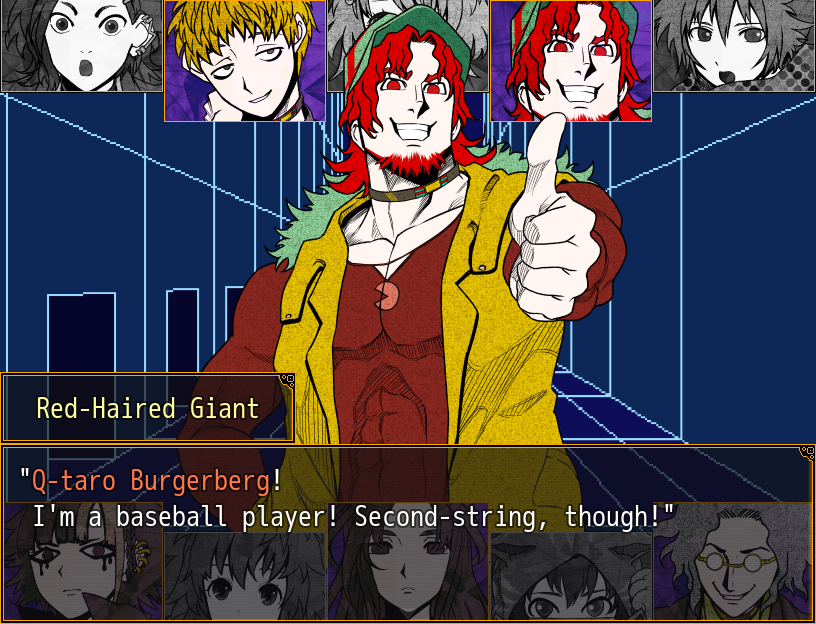 Red-Haired Giant
"Q-taro Burgerberg!
I'm a baseball player! Second-string, though!"